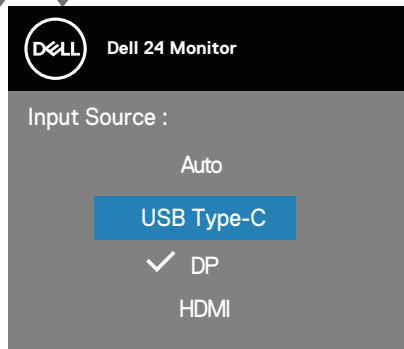 DELL Dell 24 Monitor
Input Source :
Auto
USB Type-C
DP
HDMI